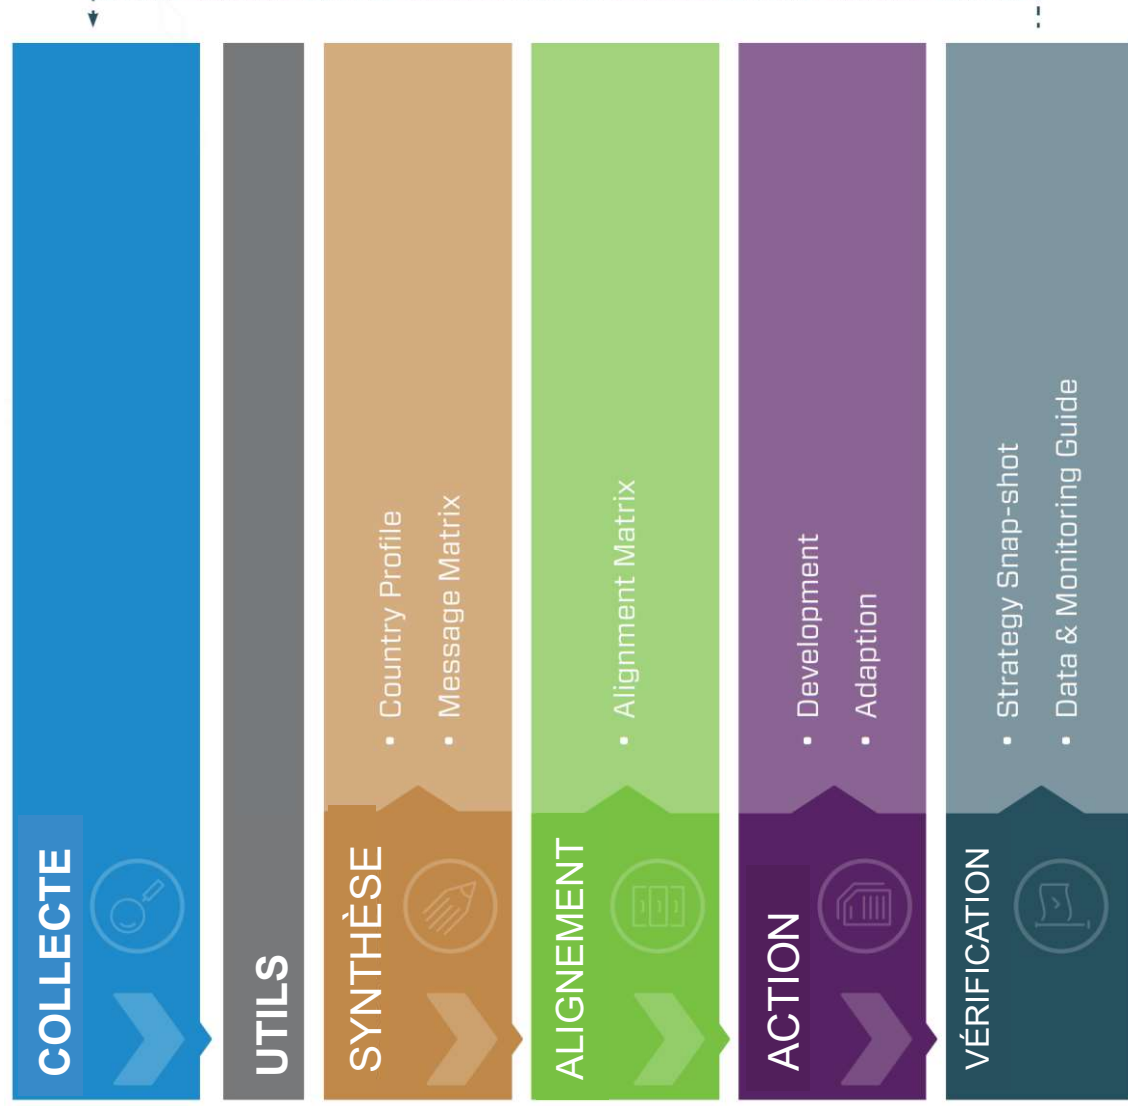 COLLECTE
UTILS
SYNTHÈSE
• Country Profile
• Message Matrix
ALIGNEMENT
• Alignment Matrix
ACTION
• Development
• Adaption
VÉRIFICATION
• Strategy Snap-shot
• Data & Monitoring Guide